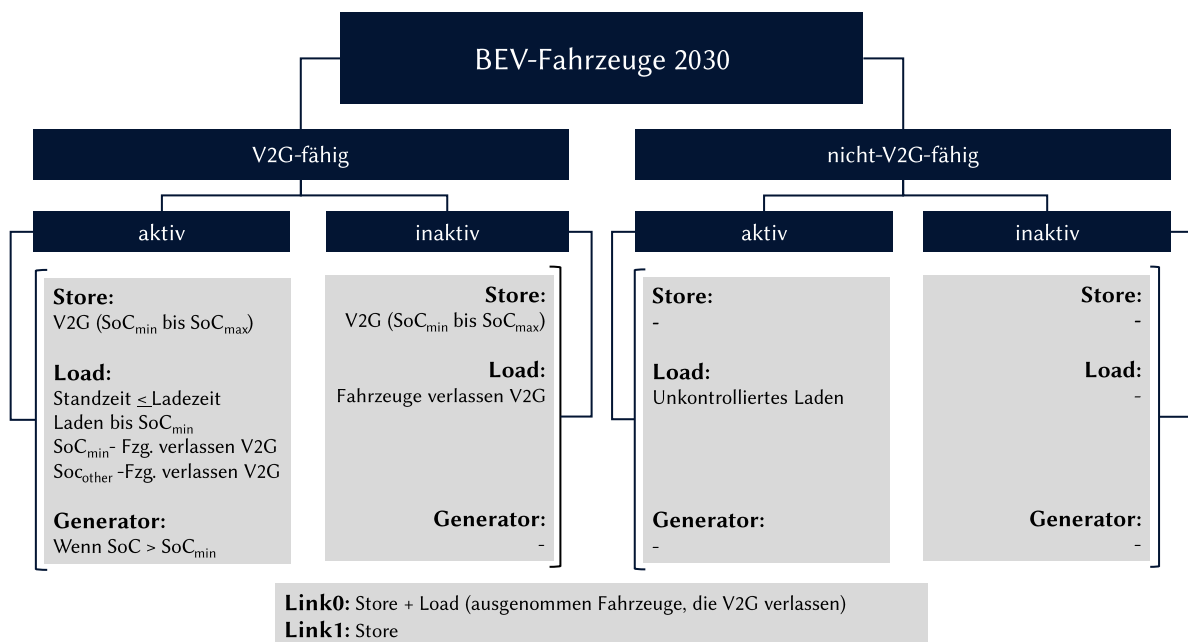 BEV-Fahrzeuge 2030
V2G-fähig
nicht-V2G-fähig
aktiv
inaktiv
aktiv
inaktiv
Store:
V2G (SoCmin bis SoCmax)
Load:
Standzeit < Ladezeit
Laden bis SoCmin
SoCmin- Fzg. verlassen V2G
Socother -Fzg. verlassen V2G
Generator:
Wenn SoC > SoCmin
Store:
V2G (SoCmin bis SoCmax)
Load:
Fahrzeuge verlassen V2G
Generator:
-
Store:
-
Load:
Unkontrolliertes Laden
Generator:
-
Store:
-
Load:
-
Generator:
-
Link0: Store + Load (ausgenommen Fahrzeuge, die V2G verlassen)
Link1: Store